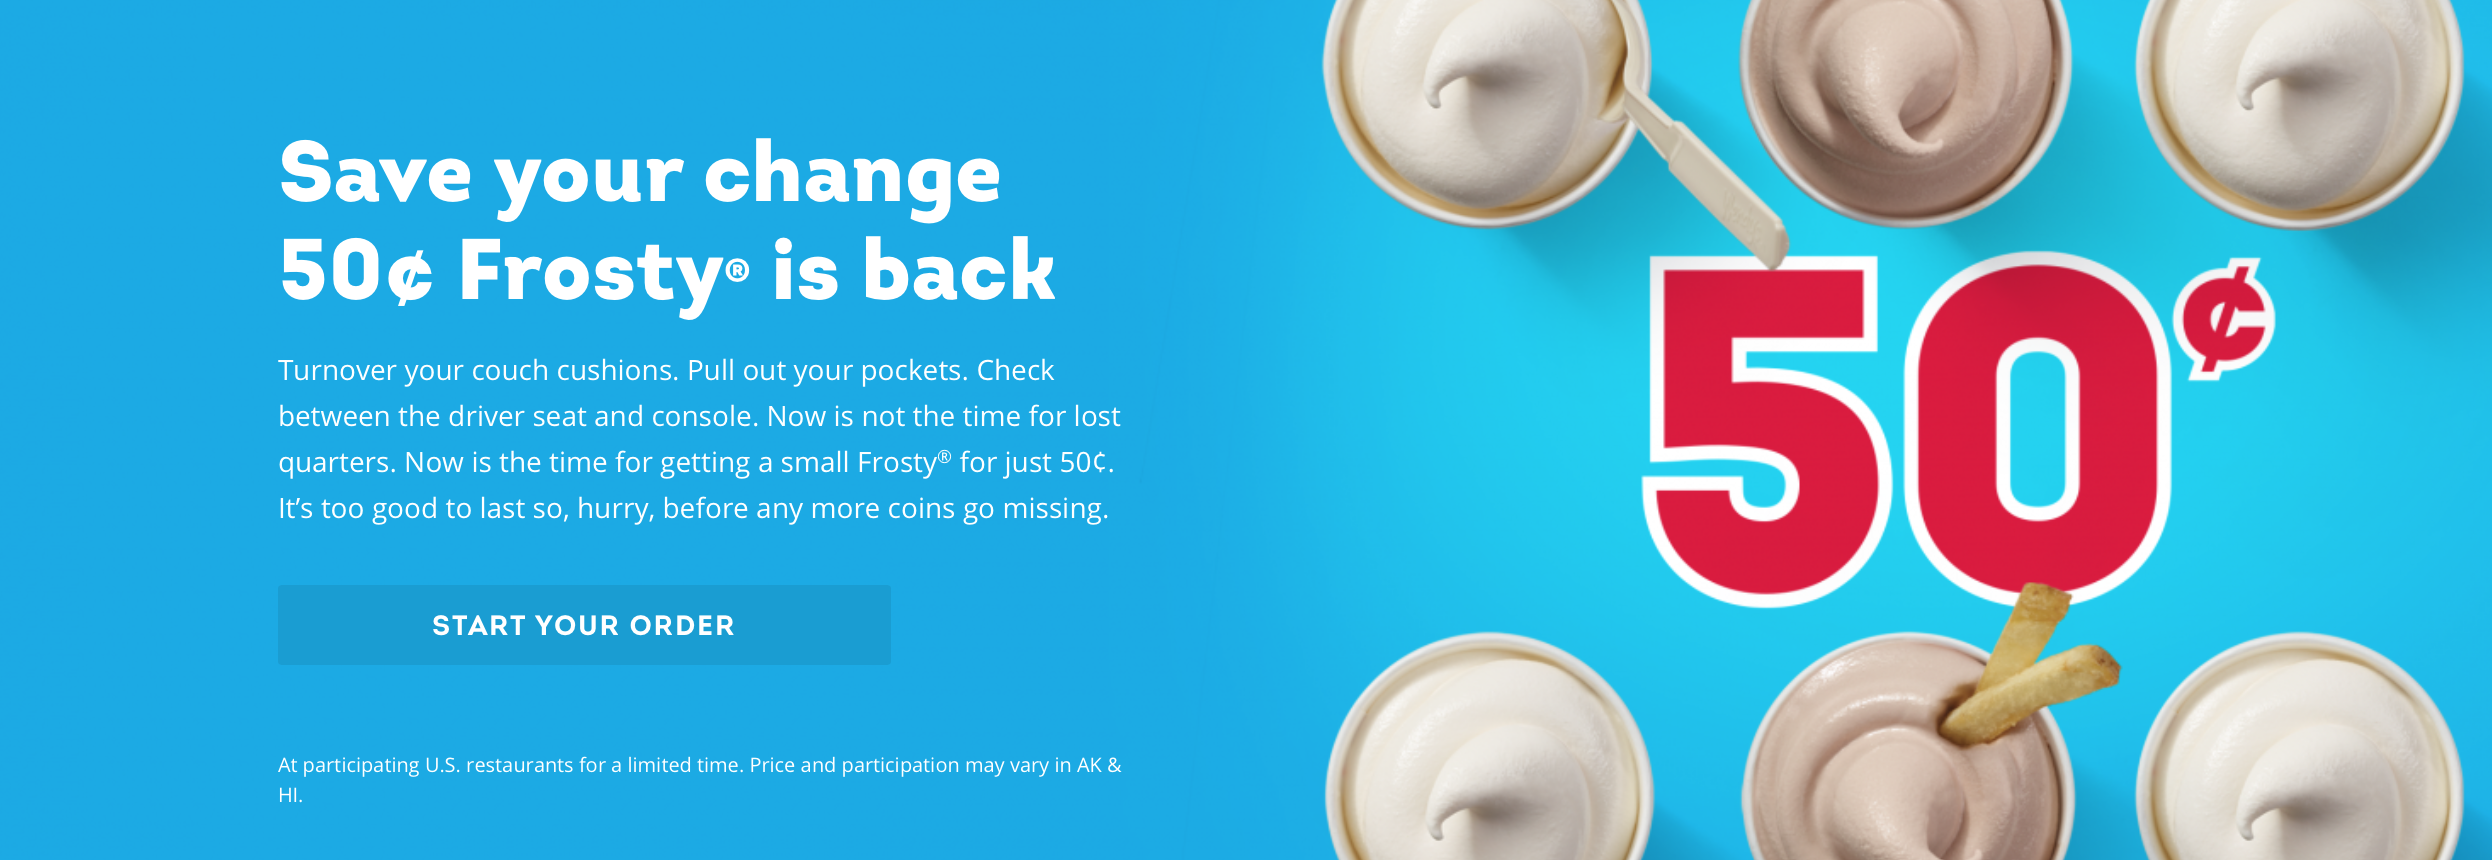 Save your change
50¢ Frosty® is back
Turnover your couch cushions. Pull out your pockets. Check
between the driver seat and console. Now is not the time for lost
quarters. Now is the time for getting a small Frosty® for just 50¢.
It’s too good to last so, hurry, before any more coins go missing.
START YOUR ORDER
At participating U.S. restaurants for a limited time. Price and participation may vary in AK &
HI.
50¢